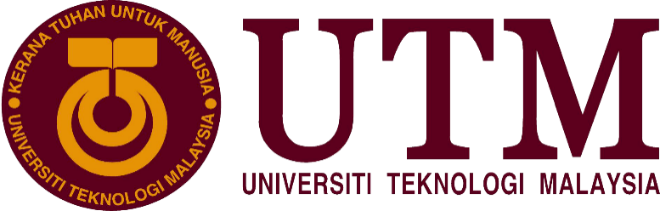 • KERANA TUHAN UNTUK MANUSIA •
UNIVERSITI TEKNOLOGI MALAYSIA
UTM
UNIVERSITI TEKNOLOGI MALAYSIA